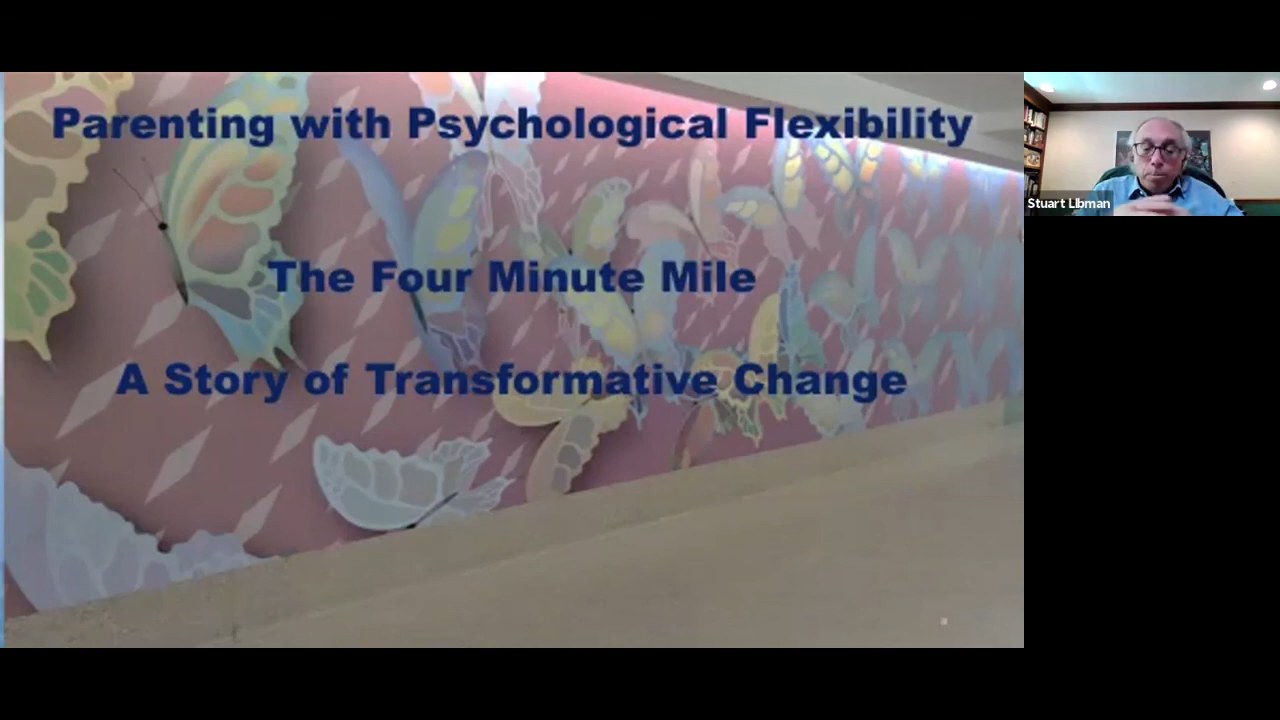 Parenting with Psychological Flexibility
The Four Minute Mile
A Story of Transformative Change
Stuart Libman